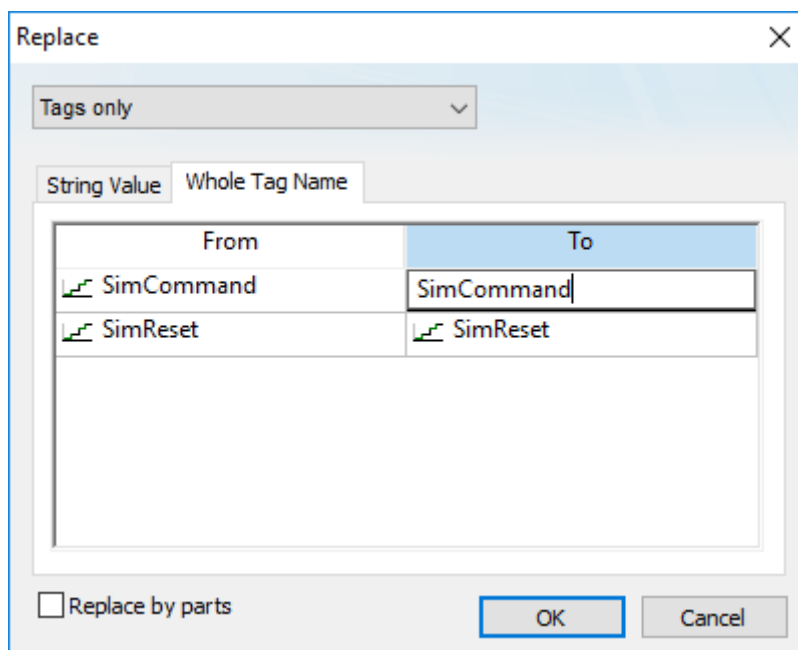 Replace
Tags only
String Value Whole Tag Name
From To
SimCommand SimCommand
SimReset SimReset
Replace by parts OK Cancel